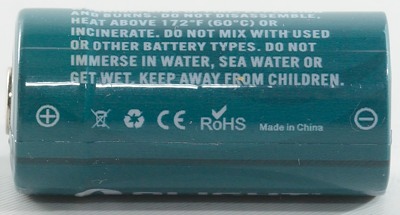 AND BURNS. DO NOT DISASSEMBLE,
HEAT ABOVE 172°F (60°C) OR
INCINERATE. DO NOT MIX WITH USED
OR OTHER BATTERY TYPES. DO NOT
IMMERSE IN WATER, SEA WATER OR
GET WET. KEEP AWAY FROM CHILDREN.
CE RoHS Made in China
OLIGHT